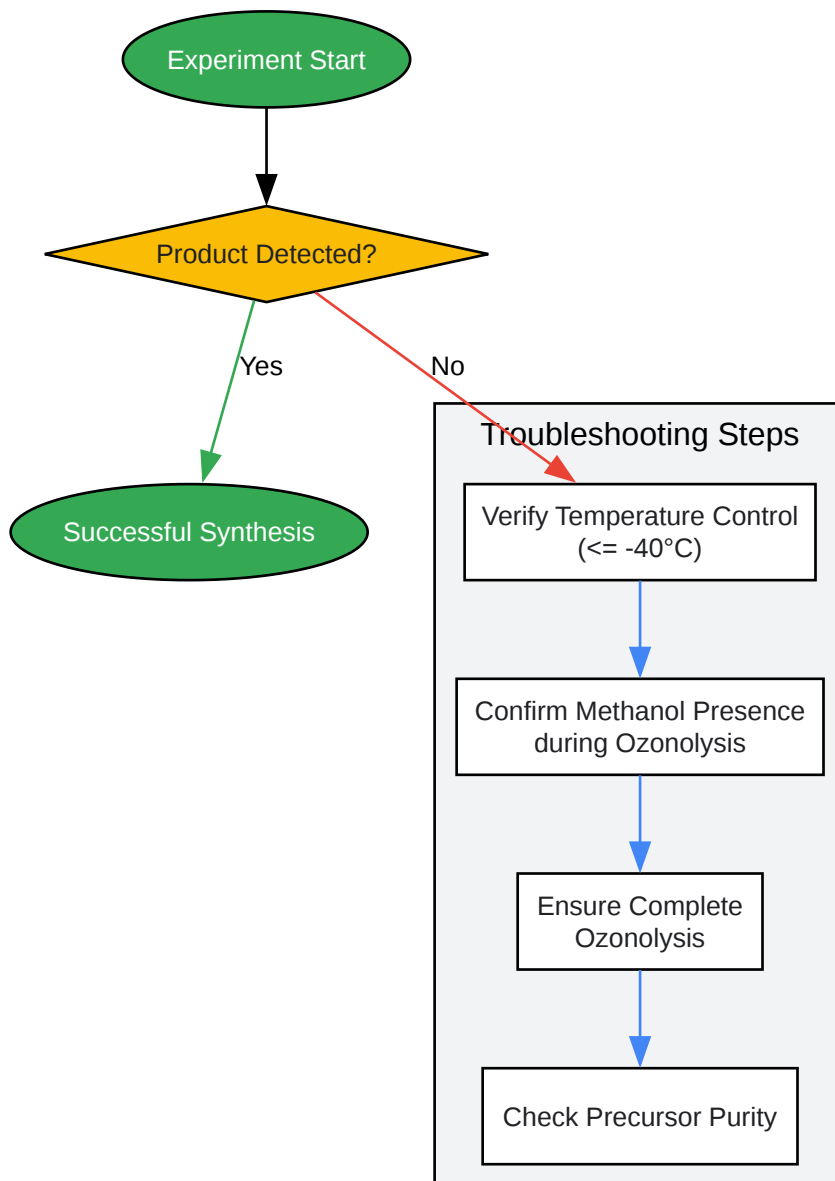 Experiment Start
Product Detected?
Yes
No
Troubleshooting Steps
Successful Synthesis
Verify Temperature Control
(<= -40°C)
Confirm Methanol Presence
during Ozonolysis
Ensure Complete
Ozonolysis
Check Precursor Purity